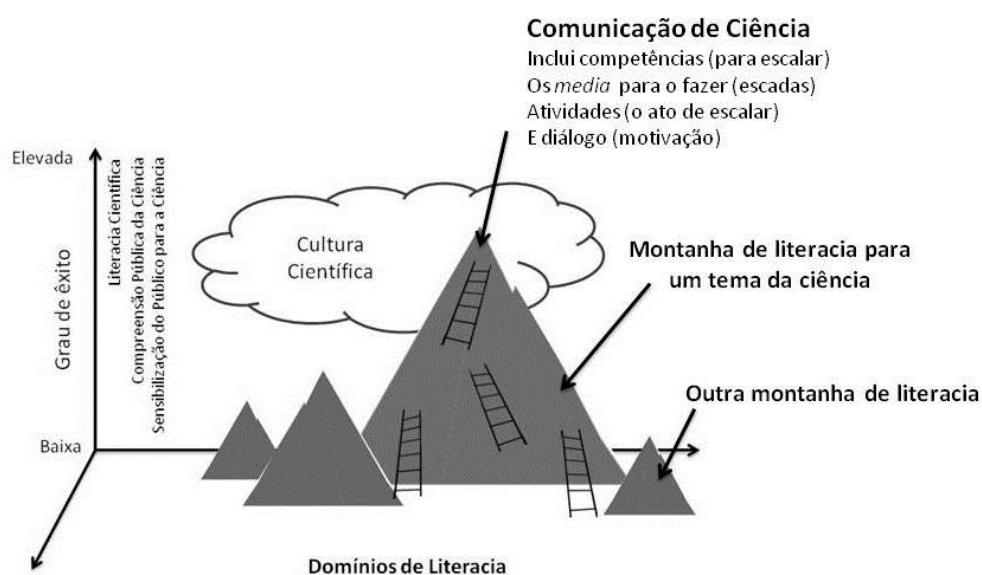 Comunicação de Ciência
Inclui competências (para escalar)
Os media para o fazer (escadas)
Atividades (o ato de escalar)
E diálogo (motivação)
Elevada
Grau de êxito
Baixa
Literacia Científica
Compreensão Pública da Ciência
Sensibilização do Público para a Ciência
Cultura
Científica
Montanha de literacia para
um tema da ciência
Outra montanha de literacia
Domínios de Literacia